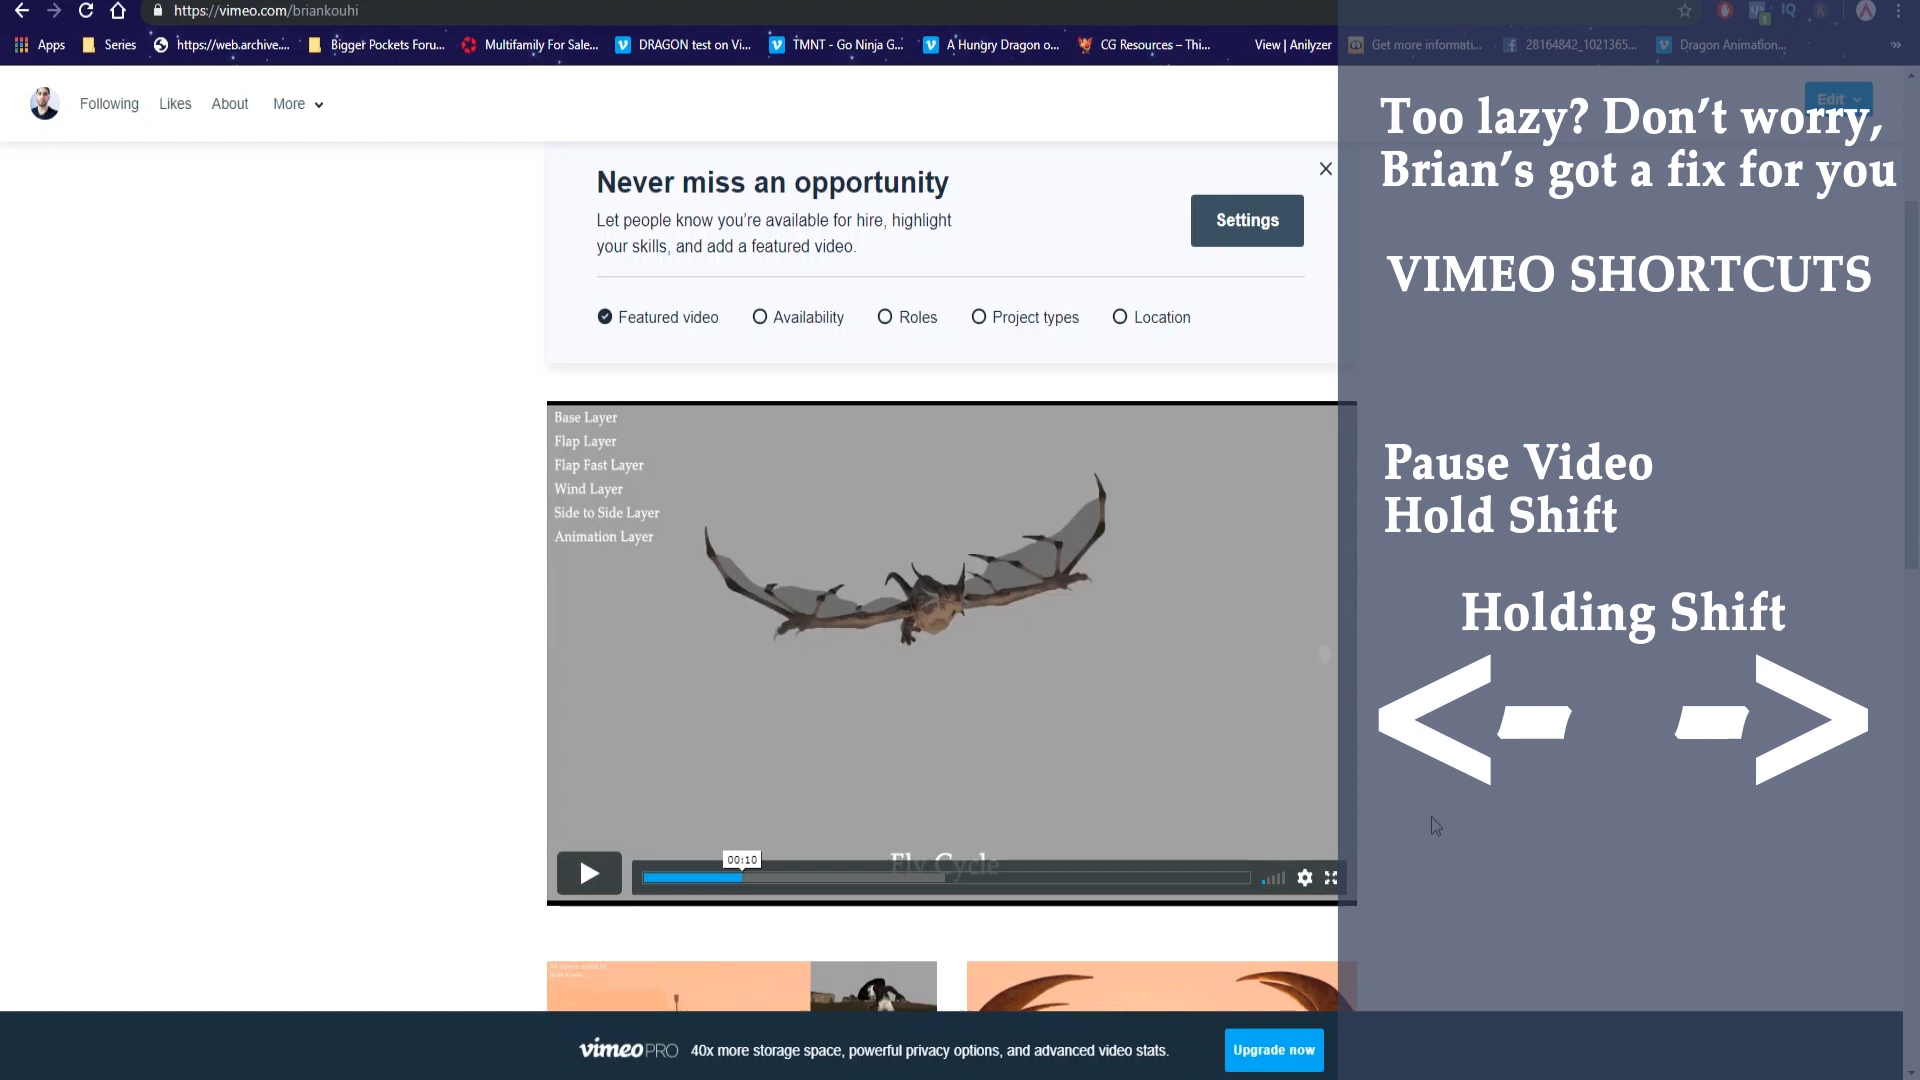 https://vimeo.com/briankouhi
IQ
K
Apps
Series
https://web.archive....
Bigger Pockets Foru...
Multifamily For Sale...
DRAGON test on Vi...
TMNT - Go Ninja G...
A Hungry Dragon o...
CG Resources – Thi...
View | Anilyzer
Get more informati...
28164842_1021365...
Dragon Animation...
»
Following
Likes
About
More
Edit
Too lazy? Don’t worry,
Brian’s got a fix for you
VIMEO SHORTCUTS
Never miss an opportunity
Let people know you’re available for hire, highlight
your skills, and add a featured video.
Settings
Featured video
Availability
Roles
Project types
Location
Base Layer
Flap Layer
Flap Fast Layer
Wind Layer
Side to Side Layer
Animation Layer
Pause Video
Hold Shift
Holding Shift
<- ->
00:10
Fly Cycle
vimeo PRO
40x more storage space, powerful privacy options, and advanced video stats.
Upgrade now